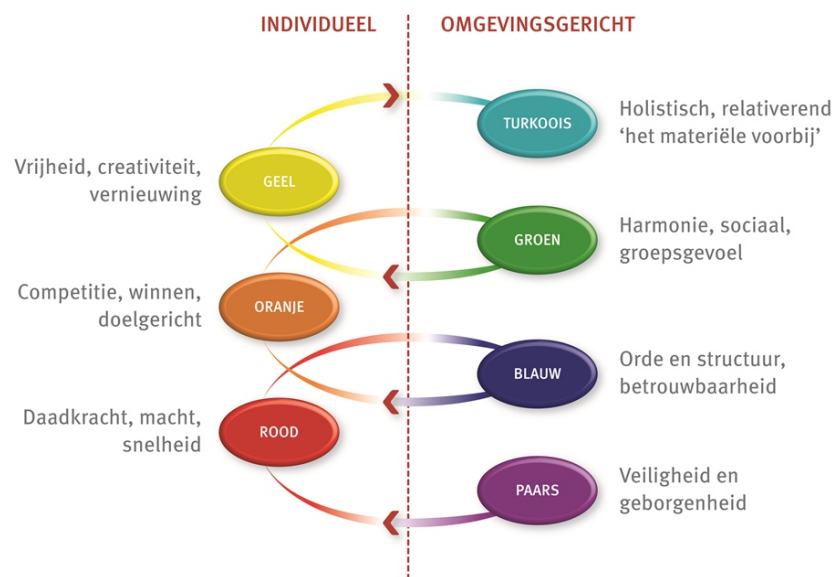 INDIVIDUEEL
OMGEVINGSGERICHT
TURKOOIS
Holistisch, relativerend
‘het materiële voorbij’
Vrijheid, creativiteit,
vernieuwing
GEEL
GROEN
Harmonie, sociaal,
groepsgevoel
Competitie, winnen,
doelgericht
ORANJE
BLAUW
Orde en structuur,
betrouwbaarheid
Daadkracht, macht,
snelheid
ROOD
PAARS
Veiligheid en
geborgenheid